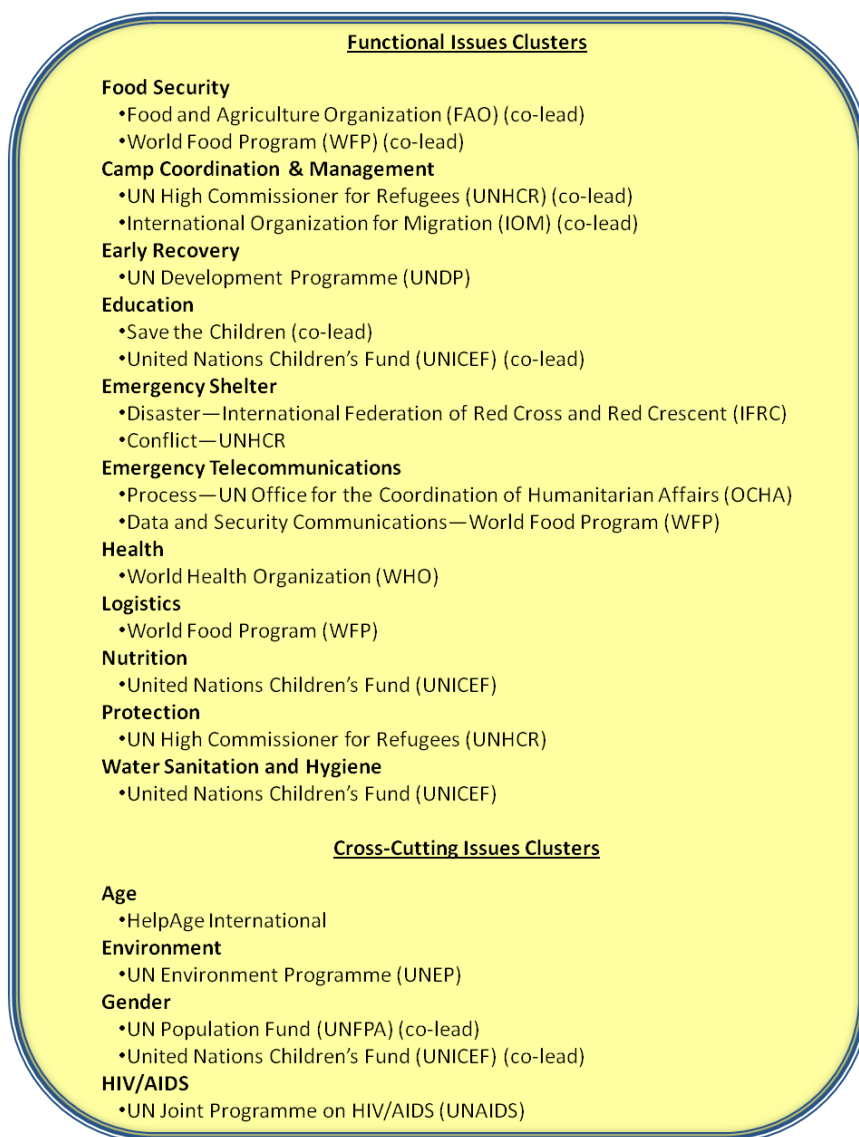 Functional Issues Clusters
Food Security
•Food and Agriculture Organization (FAO) (co-lead)
•World Food Program (WFP) (co-lead)
Camp Coordination & Management
•UN High Commissioner for Refugees (UNHCR) (co-lead)
•International Organization for Migration (IOM) (co-lead)
Early Recovery
•UN Development Programme (UNDP)
Education
•Save the Children (co-lead)
•United Nations Children’s Fund (UNICEF) (co-lead)
Emergency Shelter
•Disaster—International Federation of Red Cross and Red Crescent (IFRC)
•Conflict—UNHCR
Emergency Telecommunications
•Process—UN Office for the Coordination of Humanitarian Affairs (OCHA)
•Data and Security Communications—World Food Program (WFP)
Health
•World Health Organization (WHO)
Logistics
•World Food Program (WFP)
Nutrition
•United Nations Children’s Fund (UNICEF)
Protection
•UN High Commissioner for Refugees (UNHCR)
Water Sanitation and Hygiene
•United Nations Children’s Fund (UNICEF)
Cross-Cutting Issues Clusters
Age
•HelpAge International
Environment
•UN Environment Programme (UNEP)
Gender
•UN Population Fund (UNFPA) (co-lead)
•United Nations Children’s Fund (UNICEF) (co-lead)
HIV/AIDS
•UN Joint Programme on HIV/AIDS (UNAIDS)